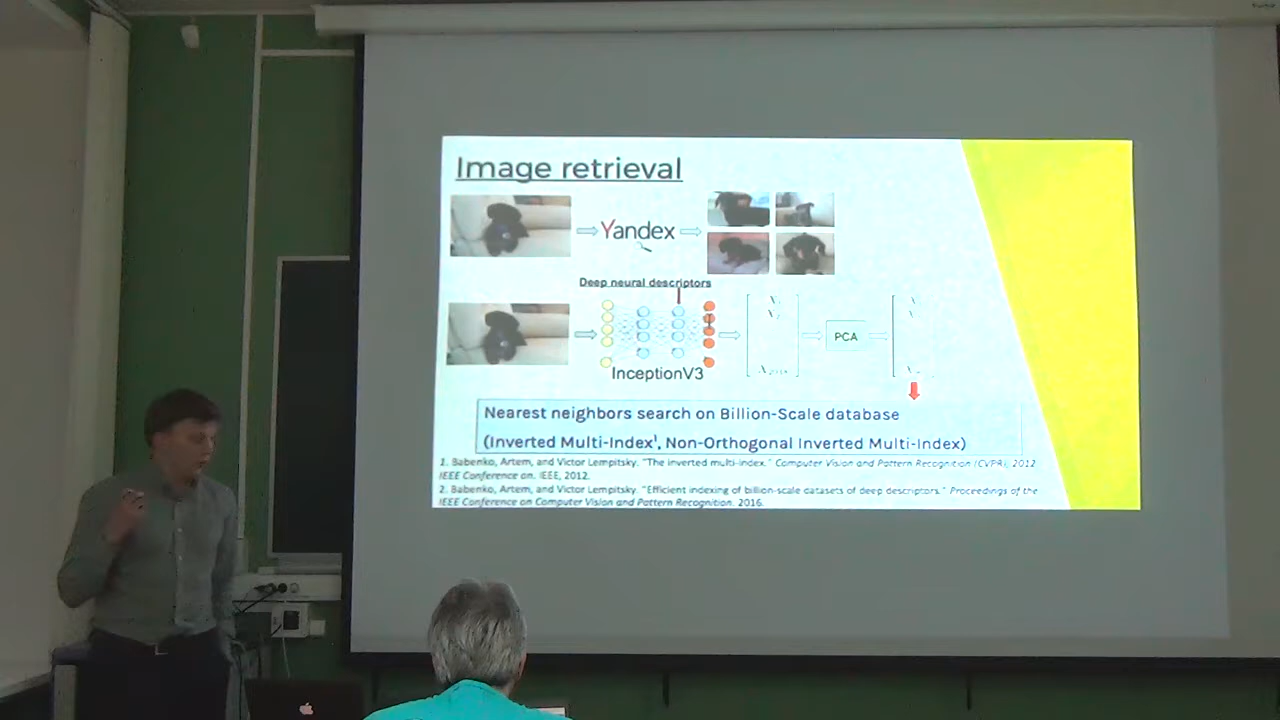 Image retrieval
Yandex
Deep neural descriptors
InceptionV3
PCA
Nearest neighbors search on Billion-Scale database
(Inverted Multi-Index¹, Non-Orthogonal Inverted Multi-Index)
1. Babenko, Artem, and Victor Lempitsky. "The inverted multi-index." Computer Vision and Pattern Recognition (CVPR), 2012
IEEE Conference on. IEEE, 2012.
2. Babenko, Artem, and Victor Lempitsky. "Efficient indexing of billion-scale datasets of deep descriptors." Proceedings of the
IEEE Conference on Computer Vision and Pattern Recognition. 2016.